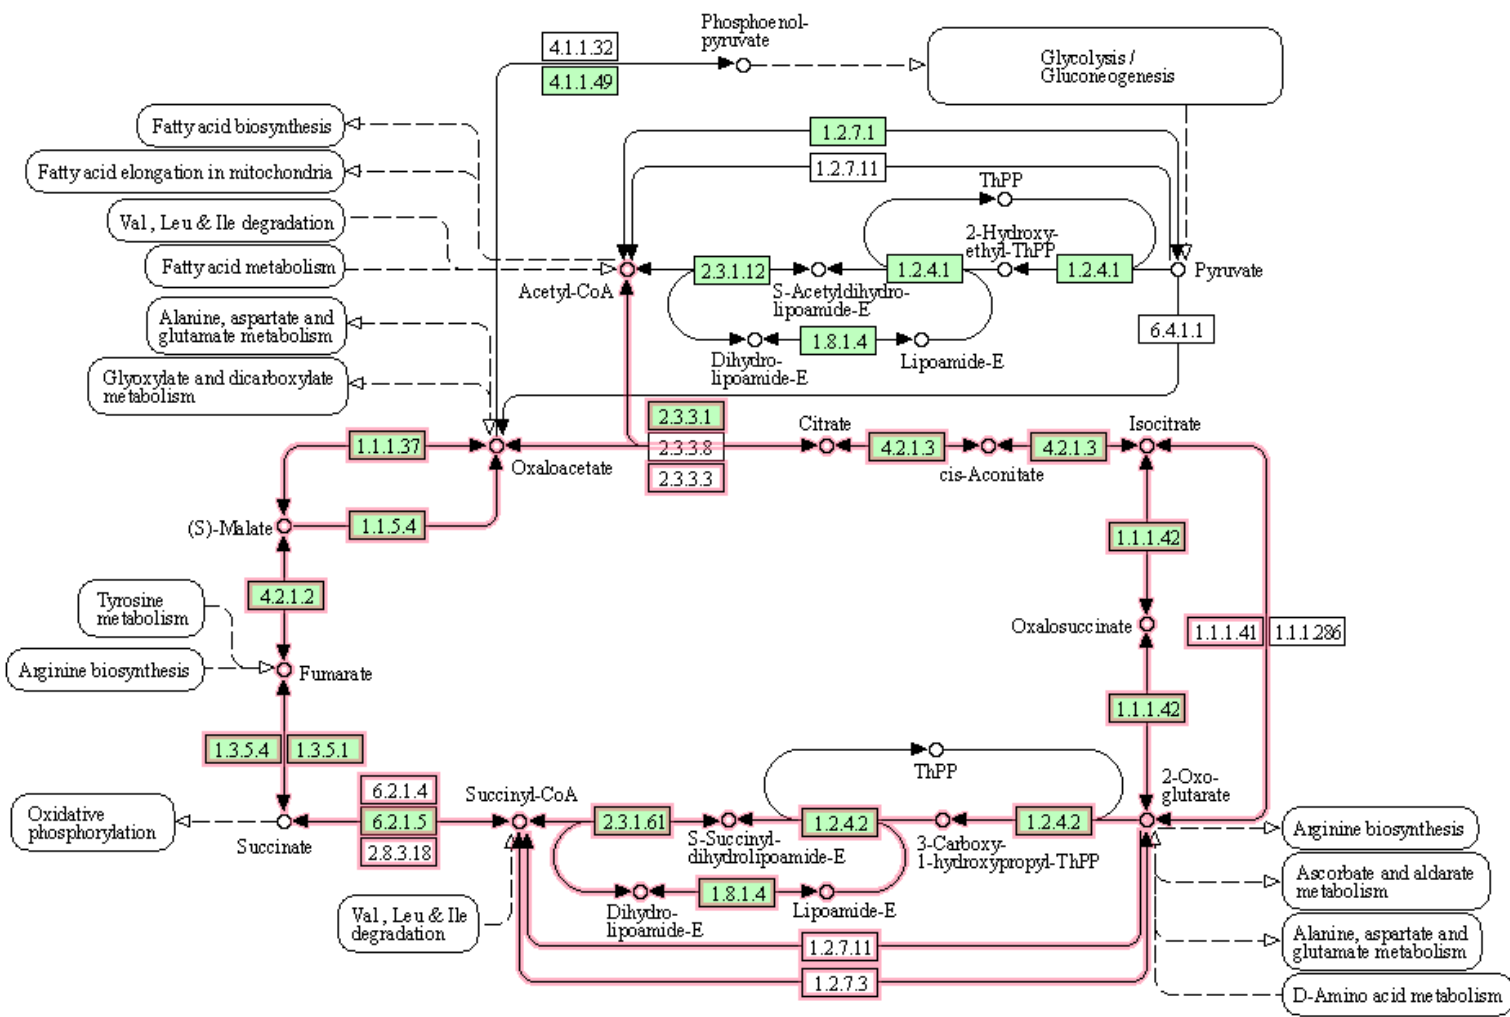 Phosphoenol-
pyruvate
4.1.1.32
4.1.1.49
Glycolysis /
Gluconeogenesis
Fatty acid biosynthesis
Fatty acid elongation in mitochondria
Val , Leu & Ile degradation
Fatty acid metabolism
Alanine, aspartate and
glutamate metabolism
Glyoxylate and dicarboxylate
metabolism
1.2.7.1
1.2.7.11
ThPP
2-Hydroxy-
ethyl-ThPP
Acetyl-CoA
2.3.1.12
S-Acetyldihydro-
lipoamide-E
1.2.4.1
1.2.4.1
Pyruvate
Dihydro-
lipoamide-E
1.8.1.4
Lipoamide-E
6.4.1.1
1.1.1.37
Oxaloacetate
2.3.3.1
2.3.3.8
2.3.3.3
Citrate
4.2.1.3
cis-Aconitate
4.2.1.3
Isocitrate
(S)-Malate
1.1.5.4
1.1.1.42
4.2.1.2
Tyrosine
metabolism
Arginine biosynthesis
Fumarate
Oxalosuccinate
1.1.1.41
1.1.1.286
1.1.1.42
1.3.5.4
1.3.5.1
ThPP
Oxidative
phosphorylation
Succinate
6.2.1.4
6.2.1.5
2.8.3.18
Succinyl-CoA
2.3.1.61
S-Succinyl-
dihydrolipoamide-E
1.2.4.2
3-Carboxy-
1-hydroxypropyl-ThPP
1.2.4.2
2-Oxo-
glutarate
Val , Leu & Ile
degradation
Dihydro-
lipoamide-E
1.8.1.4
Lipoamide-E
1.2.7.11
1.2.7.3
Arginine biosynthesis
Ascorbate and aldarate
metabolism
Alanine, aspartate and
glutamate metabolism
D-Amino acid metabolism